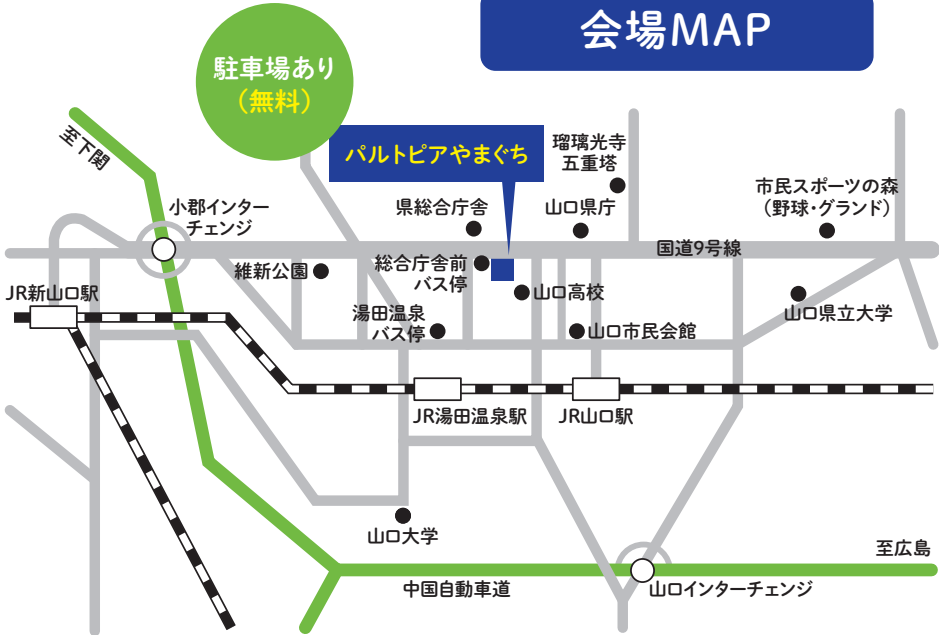 会場MAP
駐車場あり
(無料)
至下関
パルトピアやまぐち
瑠璃光寺
五重塔
市民スポーツの森
(野球・グランド)
小郡インター
チェンジ
県総合庁舎
山口県庁
国道9号線
維新公園
総合庁舎前
バス停
JR新山口駅
山口高校
山口県立大学
湯田温泉
バス停
山口市民会館
JR湯田温泉駅
JR山口駅
山口大学
至広島
中国自動車道
山口インターチェンジ